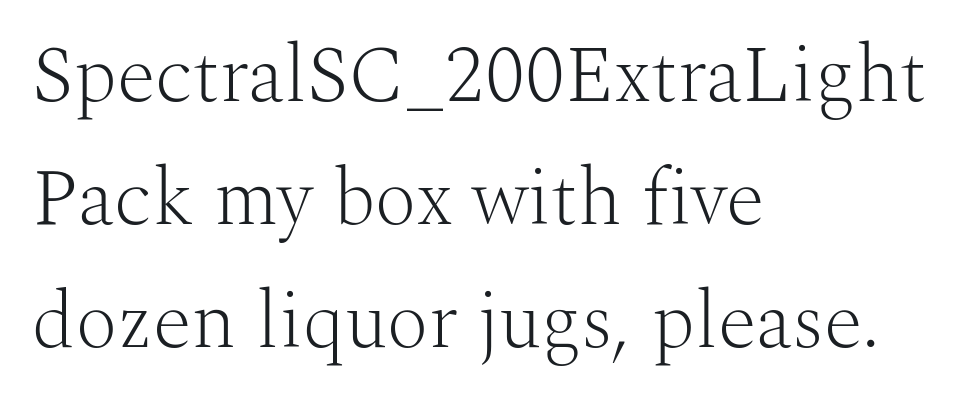 SpectralSC_200ExtraLight
Pack my box with five
dozen liquor jugs, please.